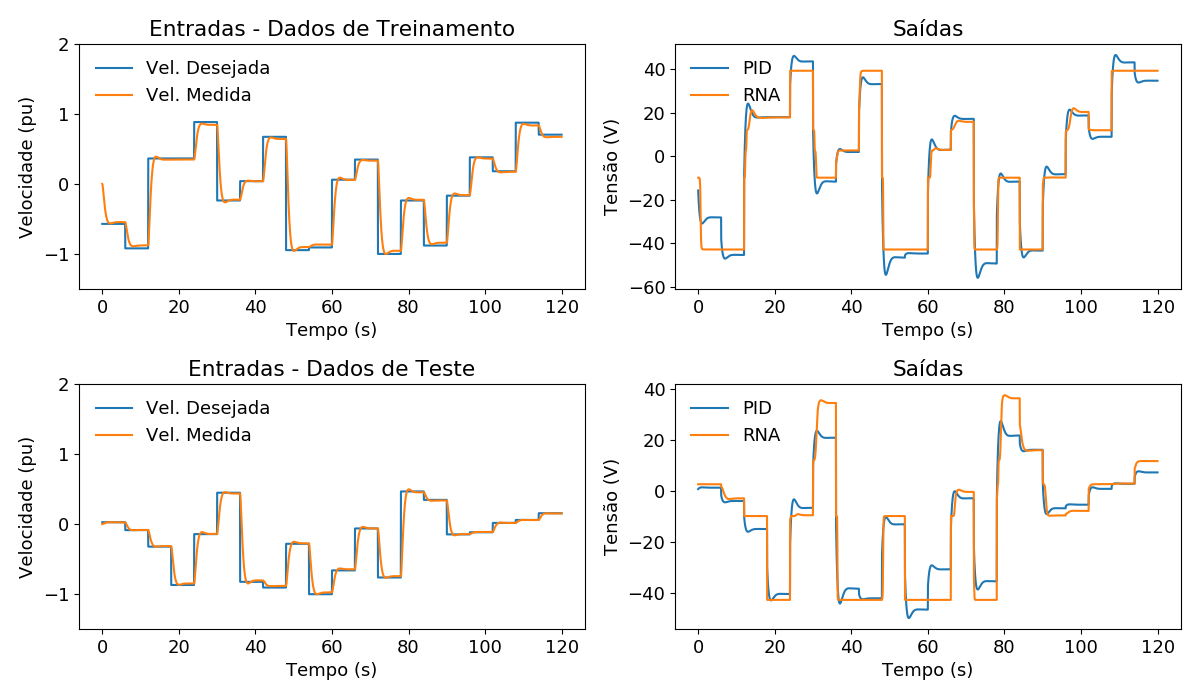 Entradas - Dados de Treinamento
2
1
0
−1
Velocidade (pu)
Vel. Desejada
Vel. Medida
0 20 40 60 80 100 120
Tempo (s)
Saídas
40
20
0
−20
−40
−60
Tensão (V)
PID
RNA
0 20 40 60 80 100 120
Tempo (s)
Entradas - Dados de Teste
2
1
0
−1
Velocidade (pu)
Vel. Desejada
Vel. Medida
0 20 40 60 80 100 120
Tempo (s)
Saídas
40
20
0
−20
−40
Tensão (V)
PID
RNA
0 20 40 60 80 100 120
Tempo (s)